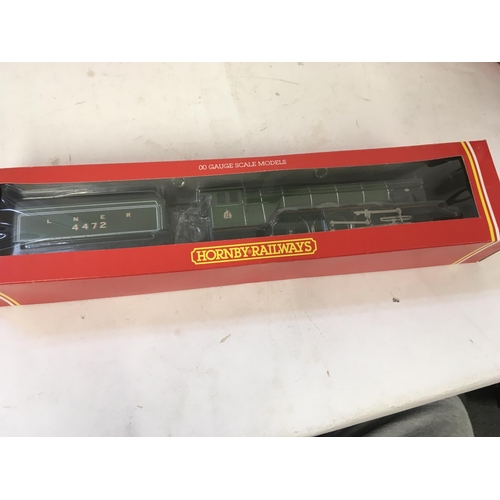 00 GAUGE SCALE MODELS
L N E R
4472
HORNBY RAILWAYS